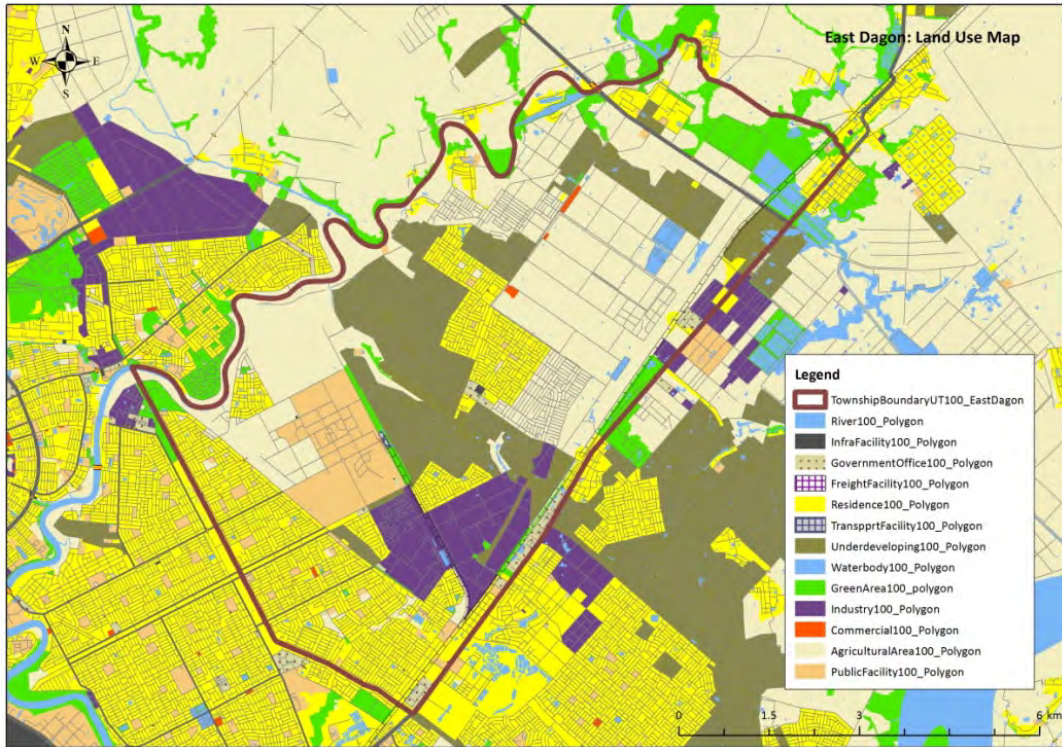 East Dagon: Land Use Map
N
W E
S
Legend
TownshipBoundaryUT100_EastDagon
River100_Polygon
InfraFacility100_Polygon
GovernmentOffice100_Polygon
FreightFacility100_Polygon
Residence100_Polygon
TranspprtFacility100_Polygon
Underdeveloping100_Polygon
Waterbody100_Polygon
GreenArea100_polygon
Industry100_Polygon
Commercial100_Polygon
AgriculturalArea100_Polygon
PublicFacility100_Polygon
0 1.5 3 6 km